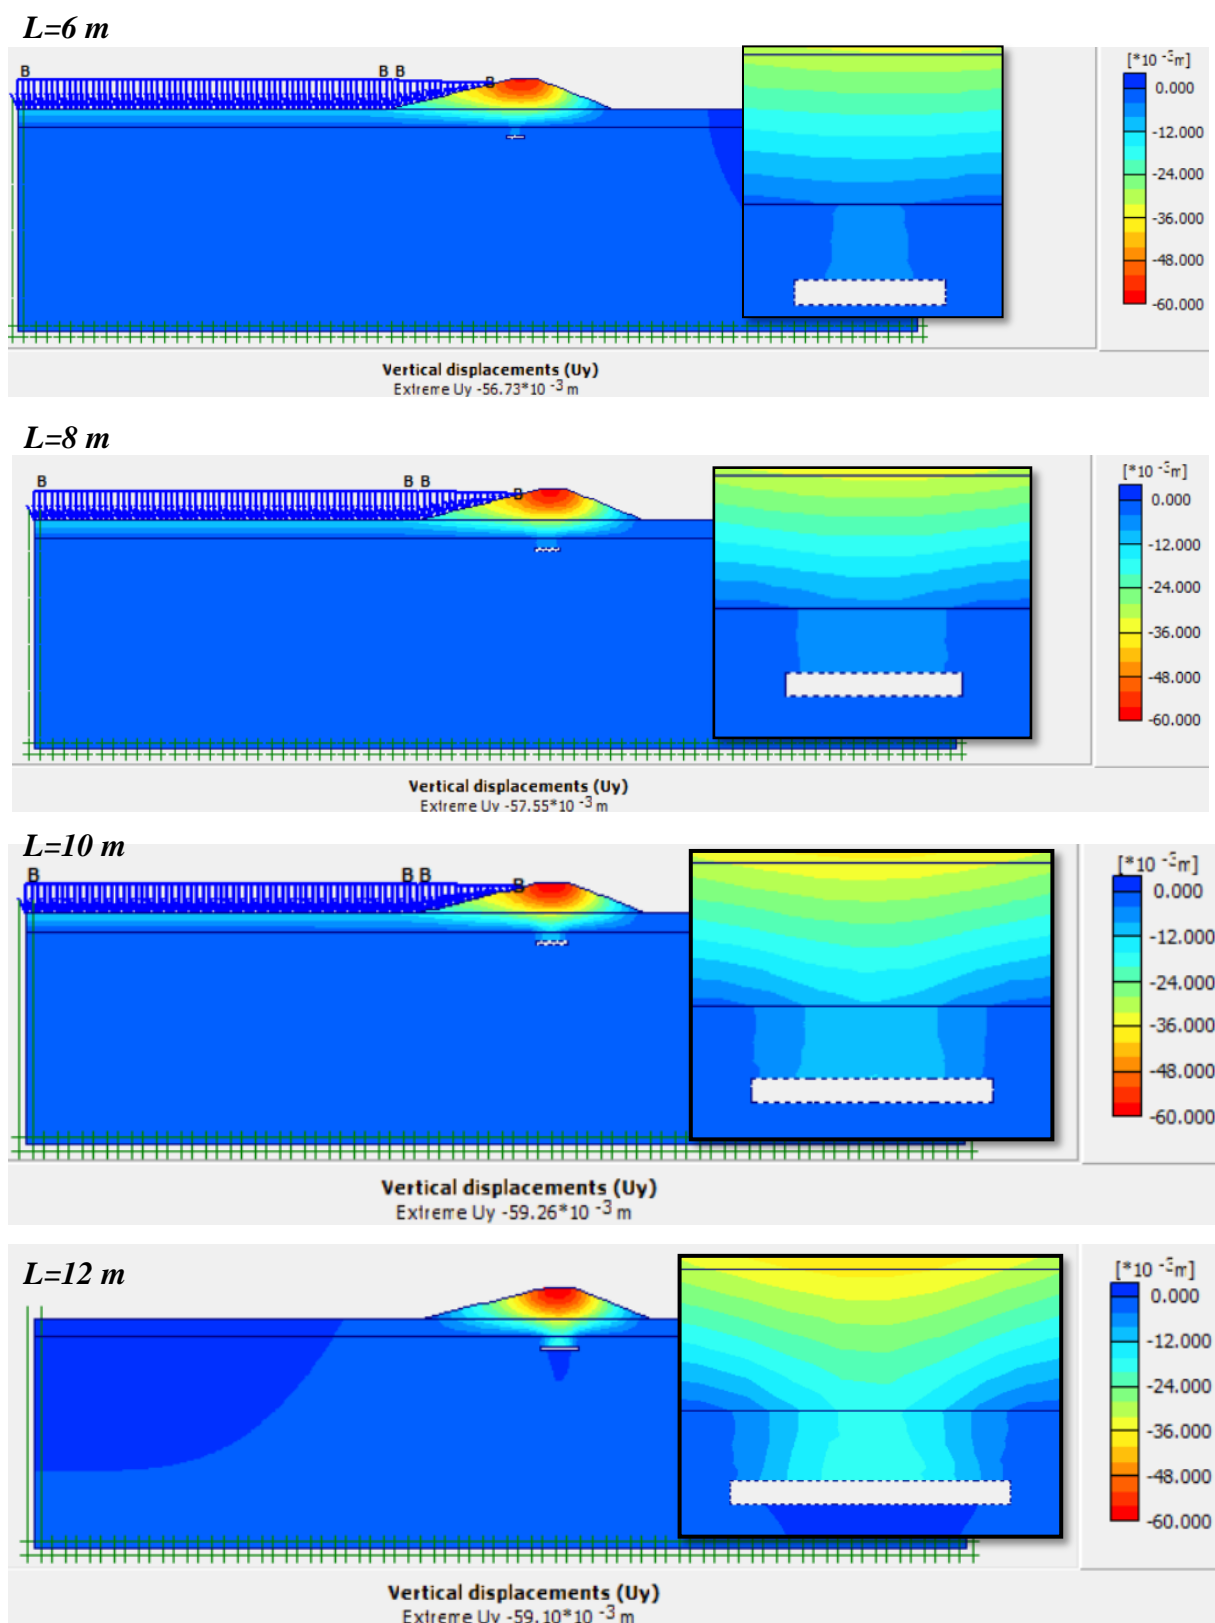 L=6 m
B
B B
B
[*10 -3 m]
0.000
-12.000
-24.000
-36.000
-48.000
-60.000
Vertical displacements (Uy)
Extreme Uy -56.73*10 -3 m
L=8 m
B
B B
B
[*10 -3 m]
0.000
-12.000
-24.000
-36.000
-48.000
-60.000
Vertical displacements (Uy)
Extreme Uy -57.55*10 -3 m
L=10 m
B
B B
B
[*10 -3 m]
0.000
-12.000
-24.000
-36.000
-48.000
-60.000
Vertical displacements (Uy)
Extreme Uy -59.26*10 -3 m
L=12 m
[*10 -3 m]
0.000
-12.000
-24.000
-36.000
-48.000
-60.000
Vertical displacements (Uy)
Extreme Uy -59.10*10 -3 m